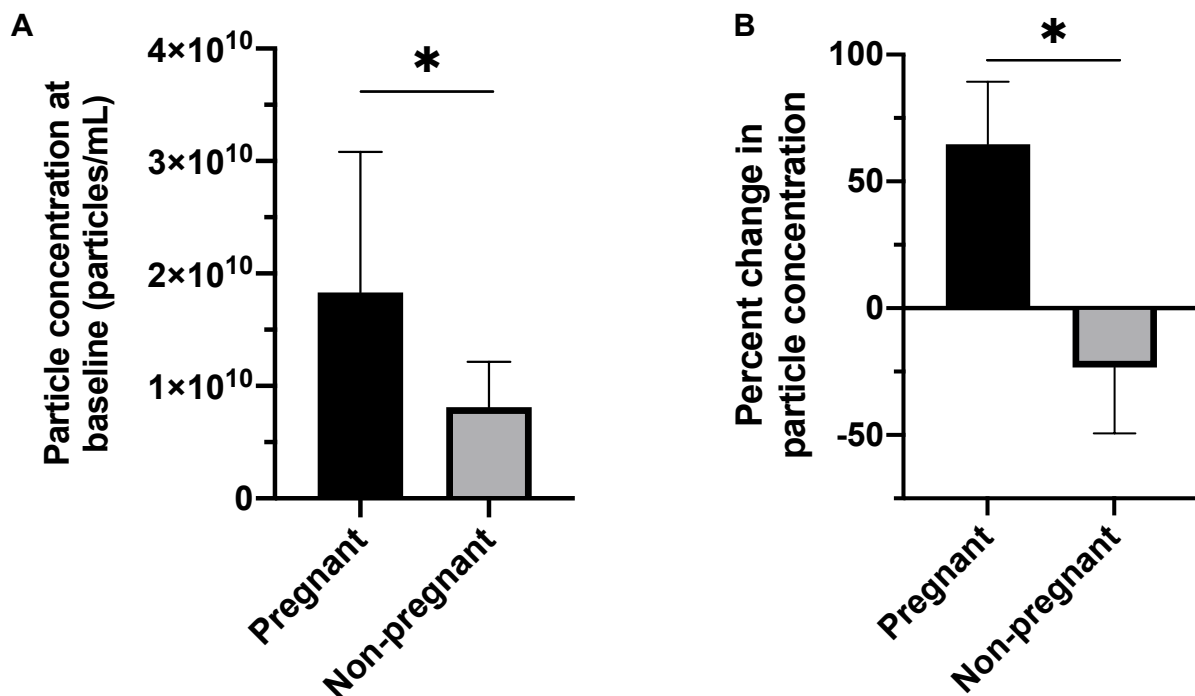 A
Particle concentration at
baseline (particles/mL)
4×10¹⁰
3×10¹⁰
2×10¹⁰
1×10¹⁰
0
*
Pregnant
Non-pregnant
B
Percent change in
particle concentration
100
50
0
-50
*
Pregnant
Non-pregnant